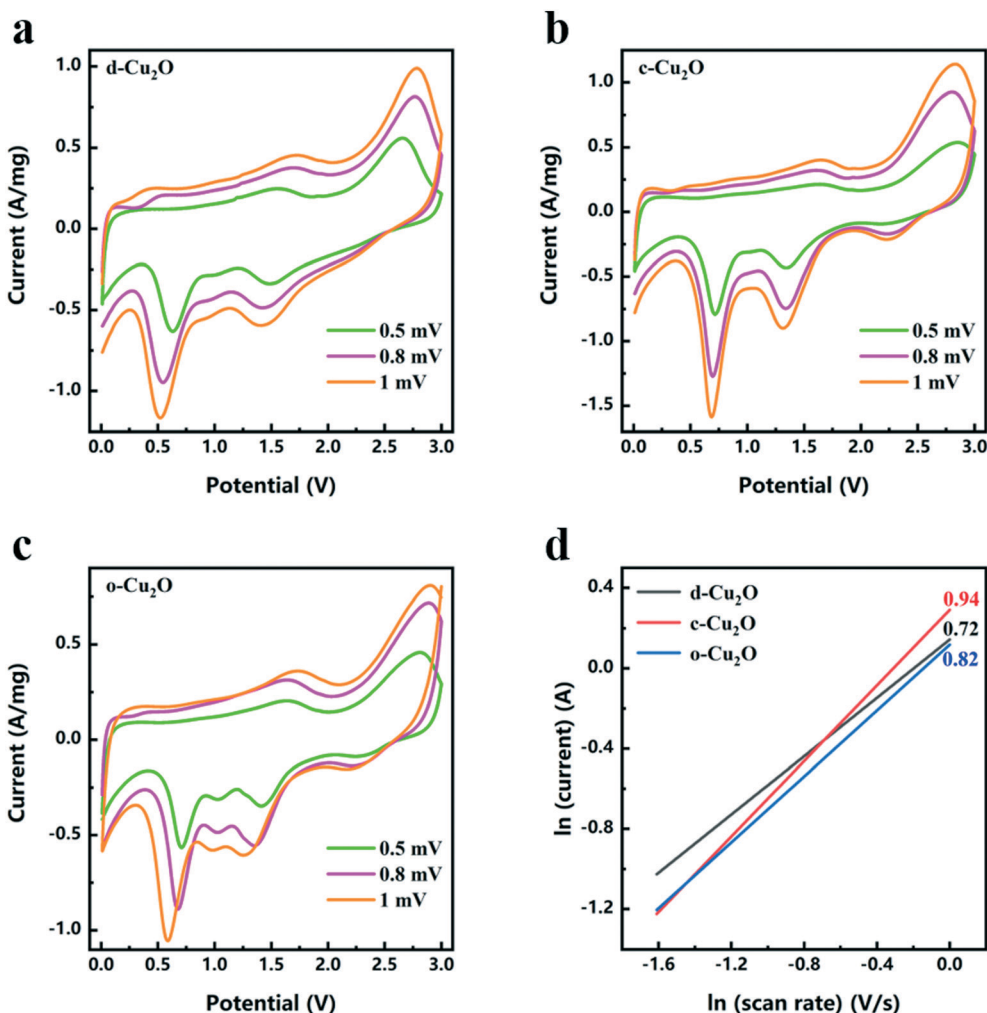 a
d-Cu₂O
1.0
0.5
0.0
-0.5
-1.0
Current (A/mg)
0.5 mV
0.8 mV
1 mV
0.0 0.5 1.0 1.5 2.0 2.5 3.0
Potential (V)
b
c-Cu₂O
1.0
0.5
0.0
-0.5
-1.0
-1.5
Current (A/mg)
0.5 mV
0.8 mV
1 mV
0.0 0.5 1.0 1.5 2.0 2.5 3.0
Potential (V)
c
o-Cu₂O
0.5
0.0
-0.5
-1.0
Current (A/mg)
0.5 mV
0.8 mV
1 mV
0.0 0.5 1.0 1.5 2.0 2.5 3.0
Potential (V)
d
d-Cu₂O
c-Cu₂O
o-Cu₂O
0.94
0.72
0.82
0.4
0.0
-0.4
-0.8
-1.2
ln (current) (A)
-1.6 -1.2 -0.8 -0.4 0.0
ln (scan rate) (V/s)